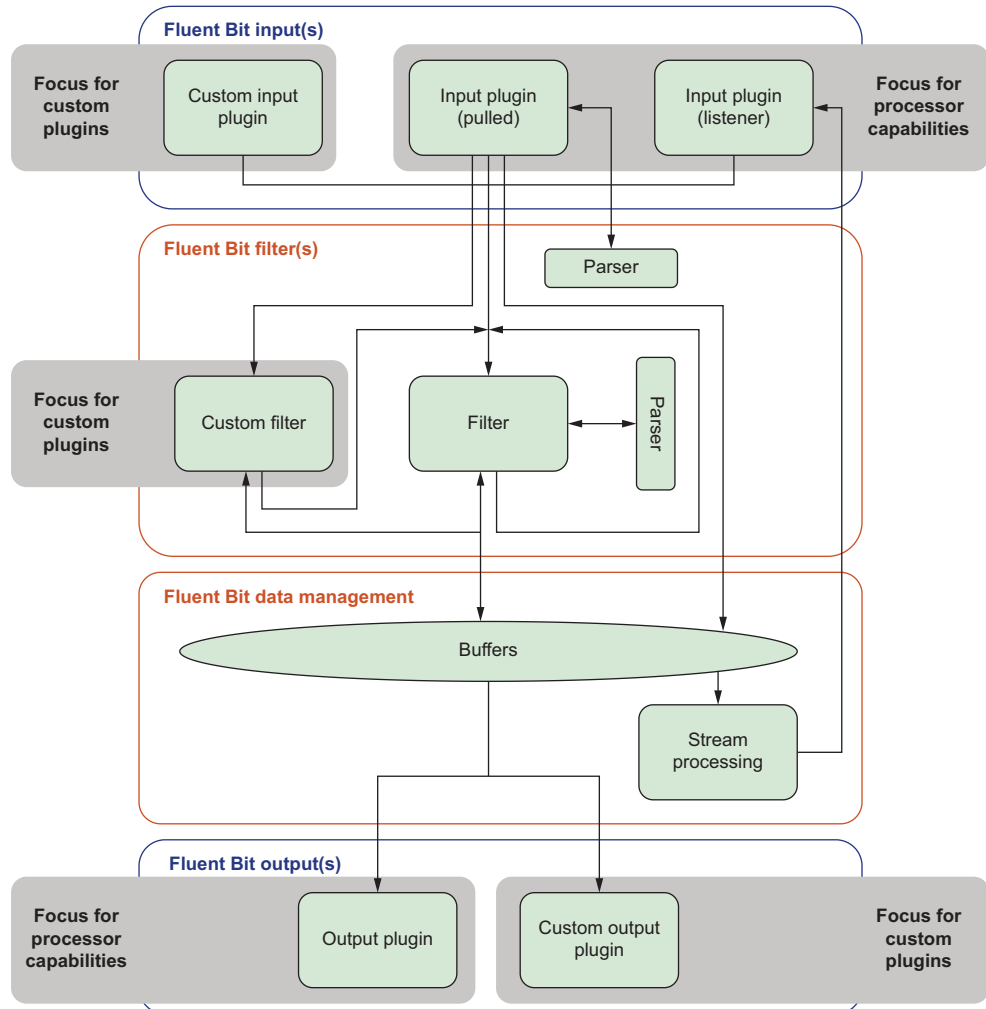 Fluent Bit input(s)
Focus for
custom
plugins
Custom input
plugin
Input plugin
(pulled)
Input plugin
(listener)
Focus for
processor
capabilities
Fluent Bit filter(s)
Parser
Focus for
custom
plugins
Custom filter
Filter
Parser
Fluent Bit data management
Buffers
Stream
processing
Fluent Bit output(s)
Focus for
processor
capabilities
Output plugin
Custom output
plugin
Focus for
custom
plugins